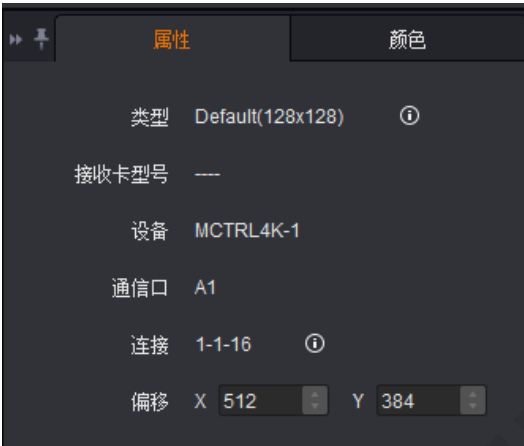 属性 颜色
类型 Default(128x128)
接收卡型号 ----
设备 MCTRL4K-1
通信口 A1
连接 1-1-16
偏移 X 512 Y 384